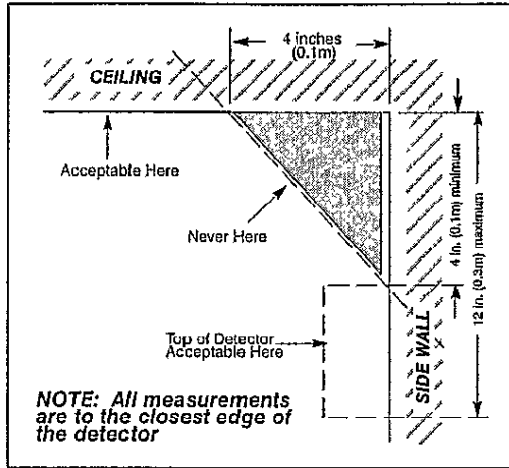 4 inches
(0.1m)
CEILING
Acceptable Here
Never Here
4 in. (0.1m) minimum
12 in. (0.3m) maximum
Top of Detector
Acceptable Here
SIDE WALL
NOTE: All measurements
are to the closest edge of
the detector